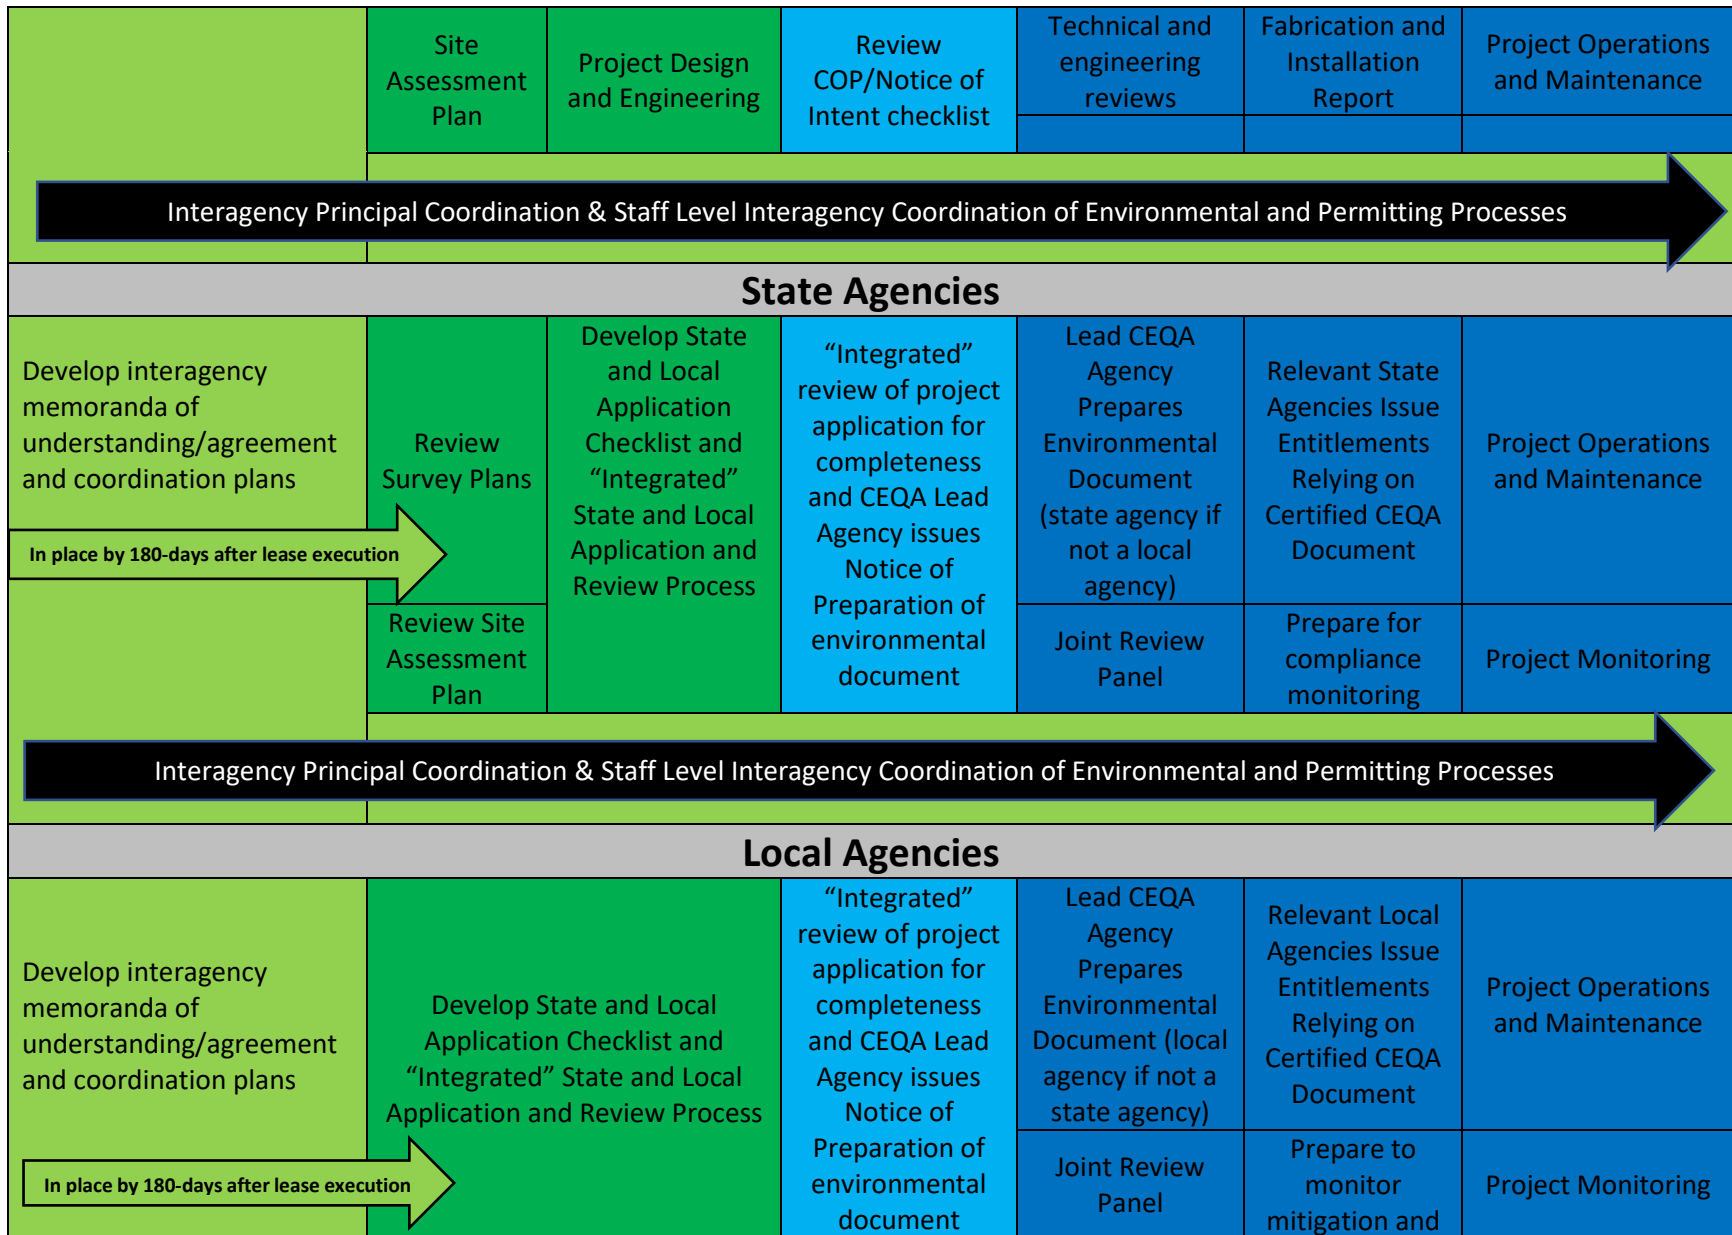 Site
Assessment
Plan
Project Design
and Engineering
Review
COP/Notice of
Intent checklist
Technical and
engineering
reviews
Fabrication and
Installation
Report
Project Operations
and Maintenance
Interagency Principal Coordination & Staff Level Interagency Coordination of Environmental and Permitting Processes
State Agencies
Develop interagency
memoranda of
understanding/agreement
and coordination plans
In place by 180-days after lease execution
Review
Survey Plans
Review Site
Assessment
Plan
Develop State
and Local
Application
Checklist and
“Integrated”
State and Local
Application and
Review Process
“Integrated”
review of project
application for
completeness
and CEQA Lead
Agency issues
Notice of
Preparation of
environmental
document
Lead CEQA
Agency
Prepares
Environmental
Document
(state agency if
not a local
agency)
Joint Review
Panel
Relevant State
Agencies Issue
Entitlements
Relying on
Certified CEQA
Document
Prepare for
compliance
monitoring
Project Operations
and Maintenance
Project Monitoring
Interagency Principal Coordination & Staff Level Interagency Coordination of Environmental and Permitting Processes
Local Agencies
Develop interagency
memoranda of
understanding/agreement
and coordination plans
In place by 180-days after lease execution
Develop State and Local
Application Checklist and
“Integrated” State and Local
Application and Review Process
“Integrated”
review of project
application for
completeness
and CEQA Lead
Agency issues
Notice of
Preparation of
environmental
document
Lead CEQA
Agency
Prepares
Environmental
Document (local
agency if not a
state agency)
Joint Review
Panel
Relevant Local
Agencies Issue
Entitlements
Relying on
Certified CEQA
Document
Prepare to
monitor
mitigation and
Project Operations
and Maintenance
Project Monitoring